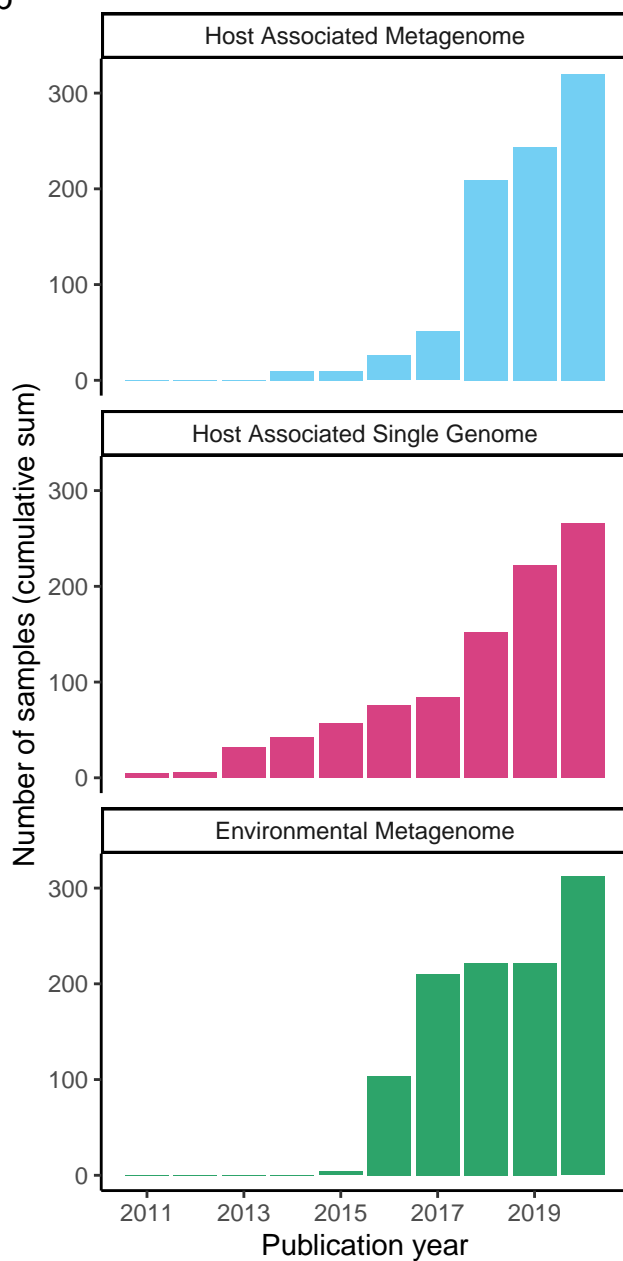 Host Associated Metagenome
300
200
100
0
Host Associated Single Genome
300
200
100
0
Environmental Metagenome
300
200
100
0
2011 2013 2015 2017 2019
Publication year
Number of samples (cumulative sum)